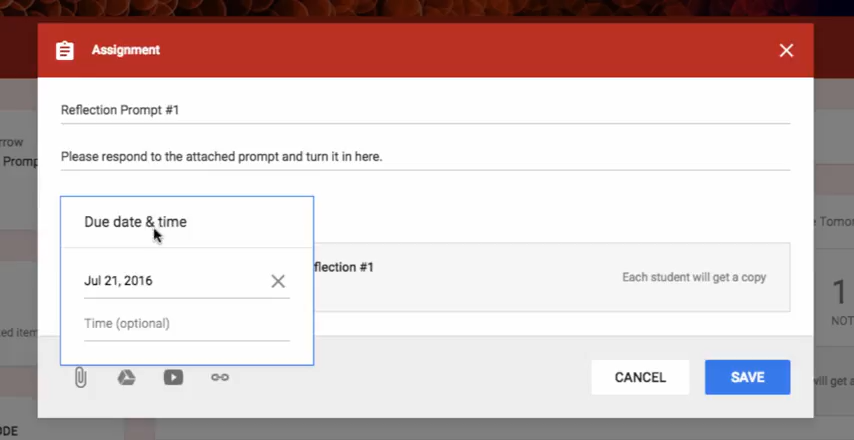 Assignment
Reflection Prompt #1
Please respond to the attached prompt and turn it in here.
Due date & time
Jul 21, 2016
Time (optional)
flection #1
Each student will get a copy
CANCEL
SAVE
rrow
Promp
ted item
ODE
e Tomor
1
NOT
will get a